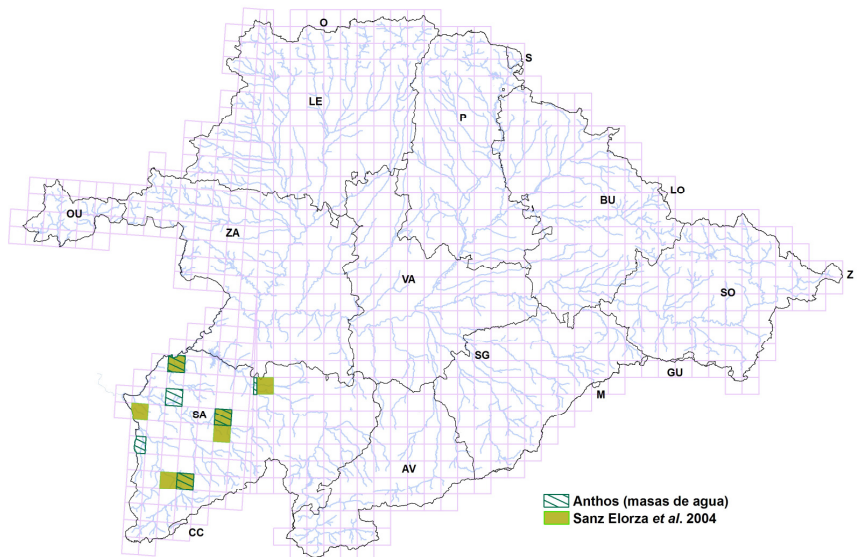 O
S
LE
P
LO
BU
OU
ZA
Z
VA
SO
SG
GU
M
SA
AV
CC
Anthos (masas de agua)
Sanz Elorza et al. 2004